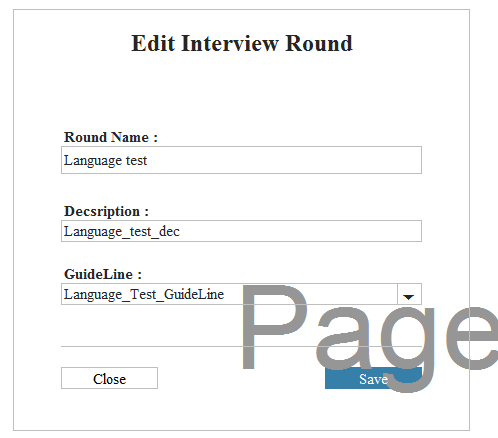 Edit Interview Round
Round Name :
Language test
Decsription :
Language_test_dec
GuideLine :
Language_Test_GuideLine
Page
Close
Save